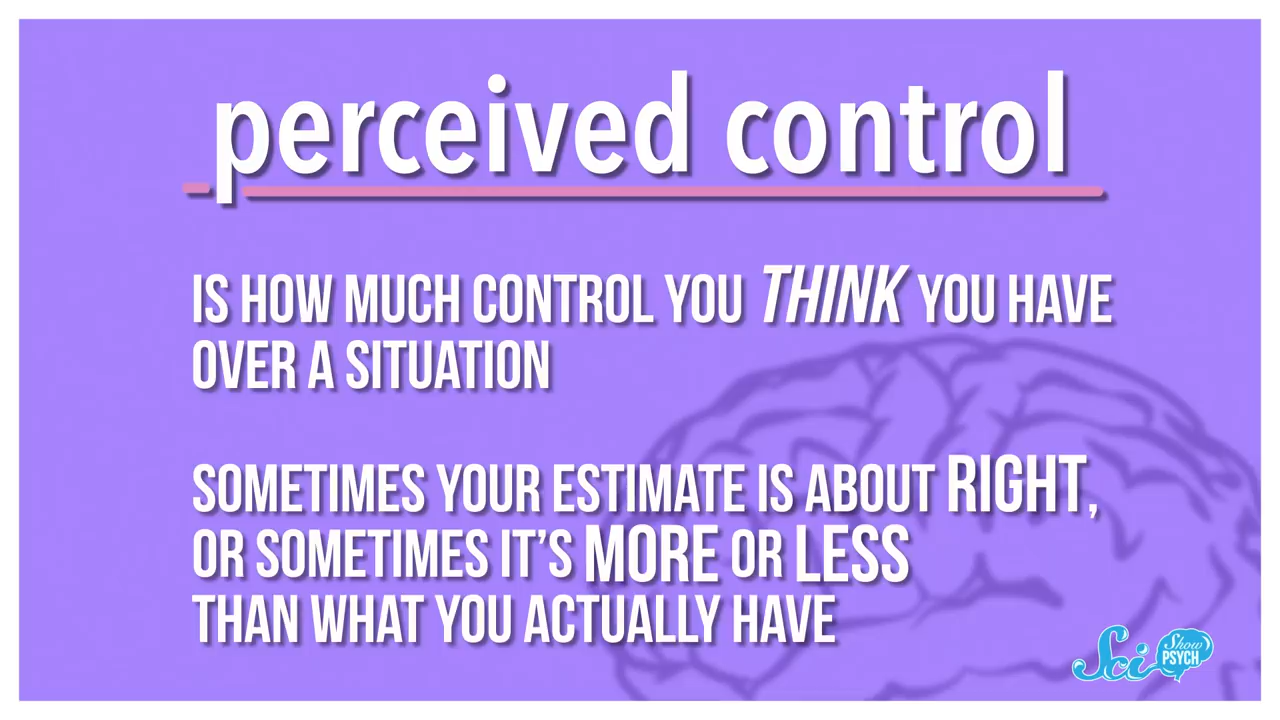 perceived control
IS HOW MUCH CONTROL YOU THINK YOU HAVE
OVER A SITUATION
SOMETIMES YOUR ESTIMATE IS ABOUT RIGHT,
OR SOMETIMES IT'S MORE OR LESS
THAN WHAT YOU ACTUALLY HAVE
Sci Show
PSYCH